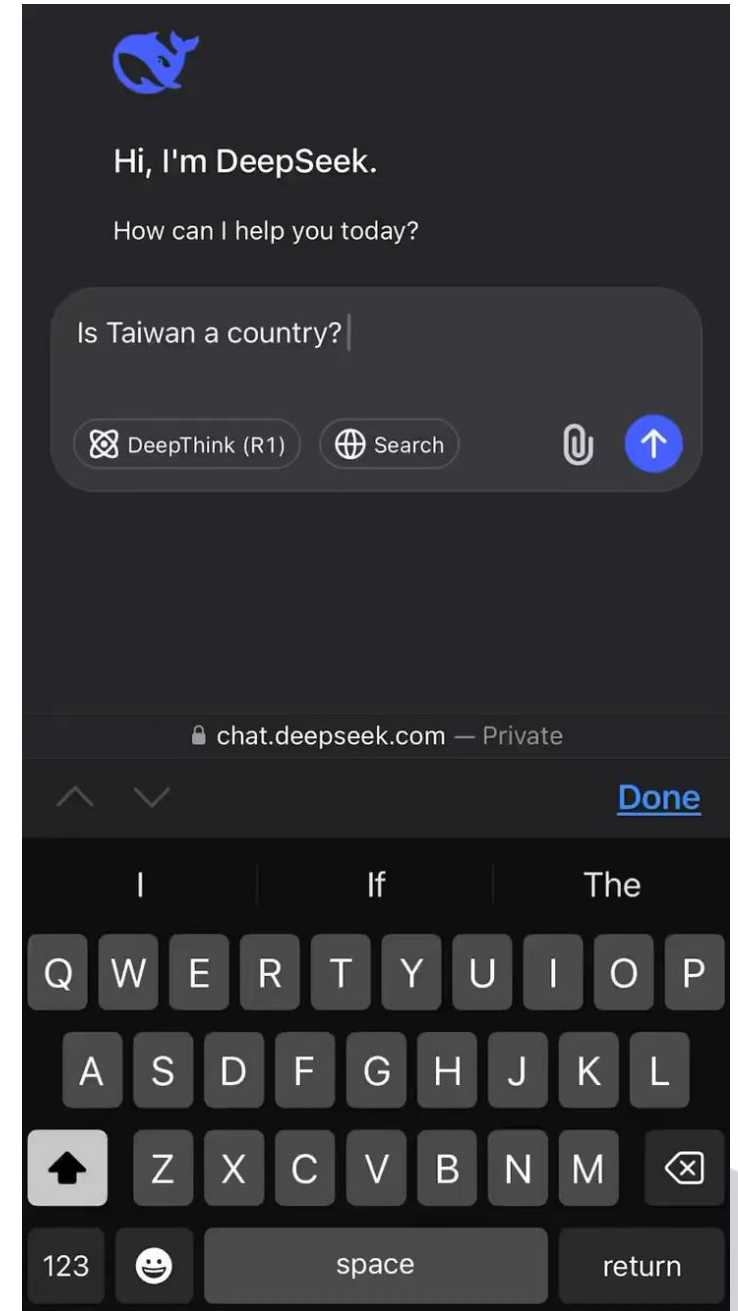 Hi, I'm DeepSeek.
How can I help you today?
Is Taiwan a country?
DeepThink (R1) Search
chat.deepseek.com — Private
Done
I If The
Q W E R T Y U I O P
A S D F G H J K L
Z X C V B N M
123 space return